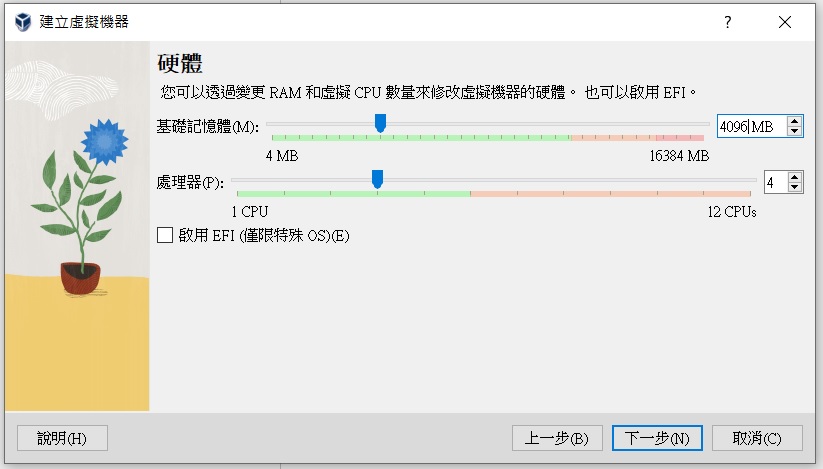 建立虛擬機器
硬體
您可以透過變更 RAM 和虛擬 CPU 數量來修改虛擬機器的硬體。 也可以啟用 EFI。
基礎記憶體(M): 4096 MB
4 MB 16384 MB
處理器(P): 4
1 CPU 12 CPUs
啟用 EFI (僅限特殊 OS)(E)
說明(H) 上一步(B) 下一步(N) 取消(C)